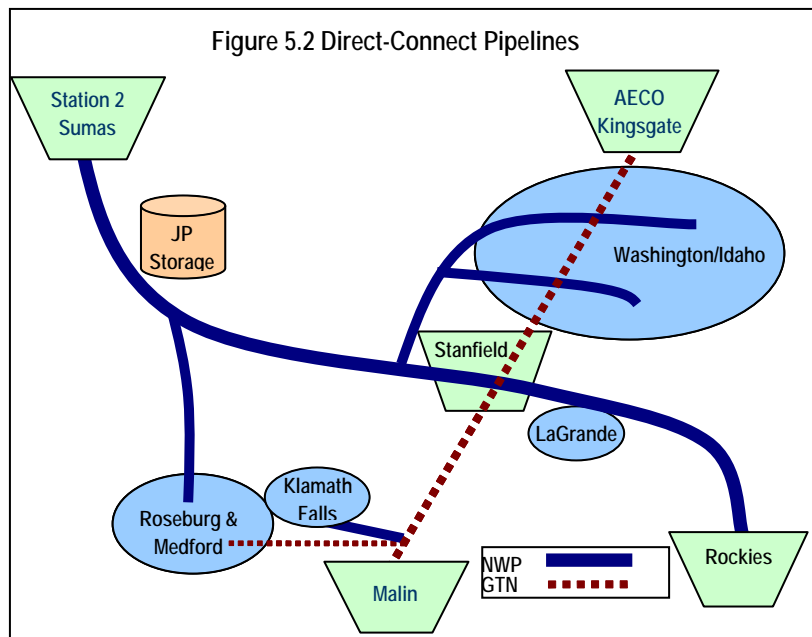 Figure 5.2 Direct-Connect Pipelines
Station 2
Sumas
AECO
Kingsgate
JP
Storage
Washington/Idaho
Stanfield
LaGrande
Klamath
Falls
Roseburg &
Medford
Malin
NWP
GTN
Rockies